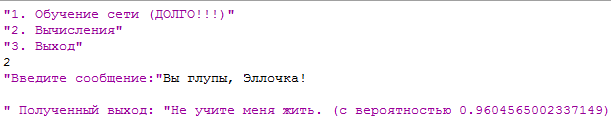 "1. Обучение сети (ДОЛГО!!!)"
"2. Вычисления"
"3. Выход"
2
"Введите сообщение:"Вы глупы, Эллочка!
" Полученный выход: "Не учите меня жить. (с вероятностью 0.9604565002337149)